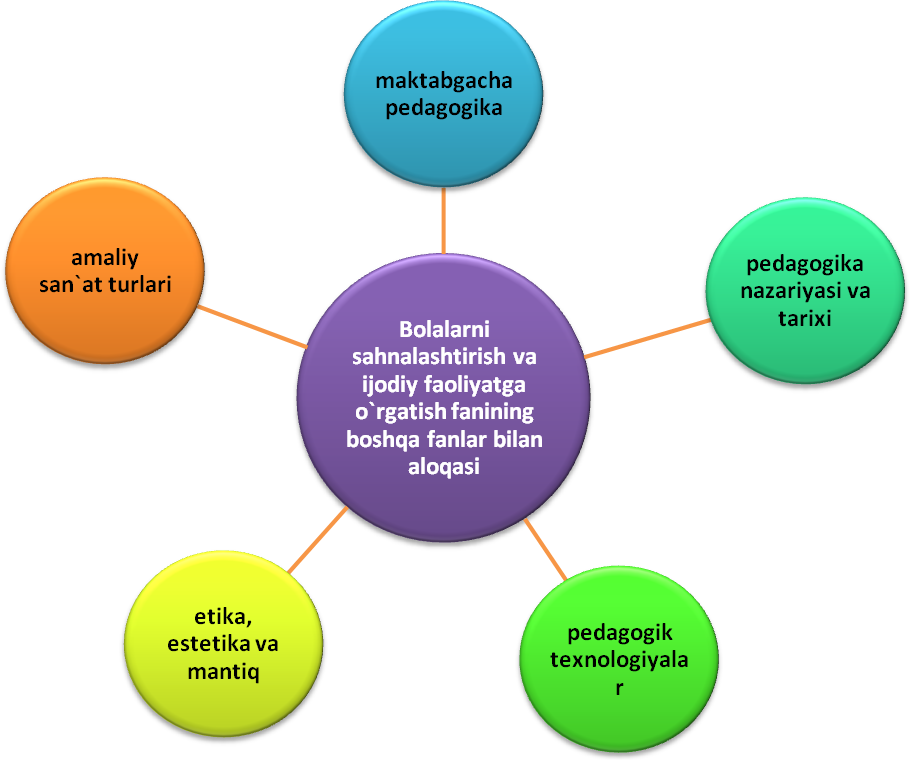 maktabgacha
pedagogika
amaliy
san`at turlari
pedagogika
nazariyasi va
tarixi
Bolalarni
sahnalashtirish va
ijodiy faoliyatga
o`rgatish fanining
boshqa fanlar bilan
aloqasi
etika,
estetika va
mantiq
pedagogik
texnologiyala
r